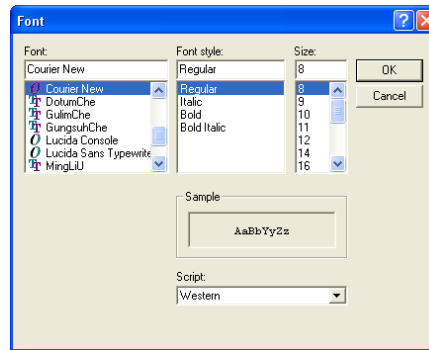 Font
Font:
Font style:
Size:
Courier New
Regular
8
OK
Cancel
Courier New
DotumChe
GulimChe
GungsuhChe
Lucida Console
Lucida Sans Typewrite
MingLiU
Regular
Italic
Bold
Bold Italic
8
9
10
11
12
14
16
Sample
AaBbYyZz
Script:
Western